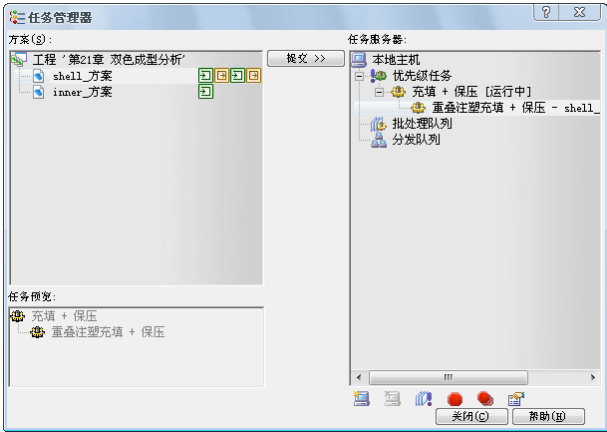 任务管理器
方案(S):
工程 '第21章 双色成型分析'
shell_方案
inner_方案
提交 >>
任务服务器:
本地主机
优先级任务
充填 + 保压 [运行中]
重叠注塑充填 + 保压 - shell_
批处理队列
分发队列
任务预览:
充填 + 保压
重叠注塑充填 + 保压
关闭(C)
帮助(H)